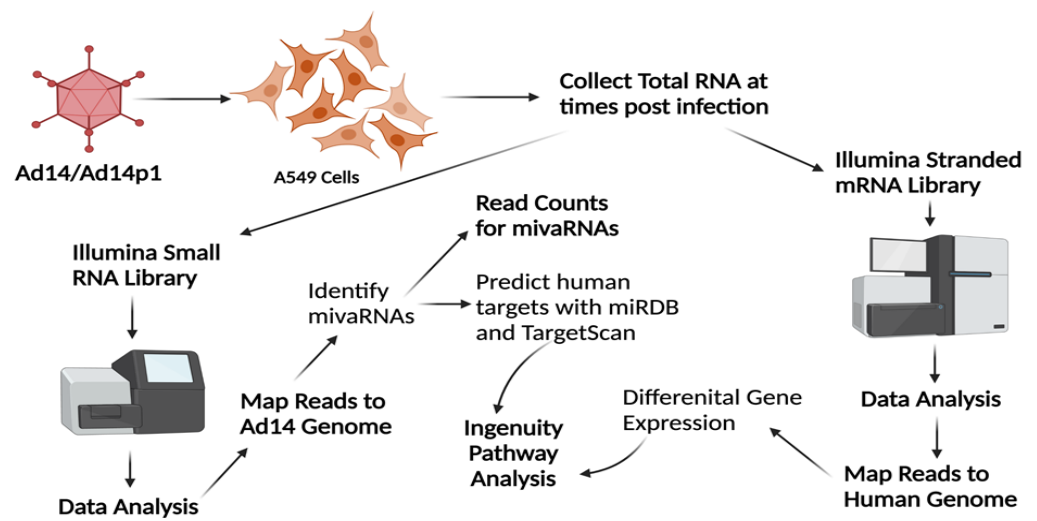 Ad14/Ad14p1
A549 Cells
Collect Total RNA at
times post infection
Illumina Stranded
mRNA Library
Read Counts
for mivaRNAs
Illumina Small
RNA Library
Identify
mivaRNAs
Predict human
targets with miRDB
and TargetScan
Map Reads to
Ad14 Genome
Differenital Gene
Expression
Data Analysis
Ingenuity
Pathway
Analysis
Map Reads to
Human Genome
Data Analysis